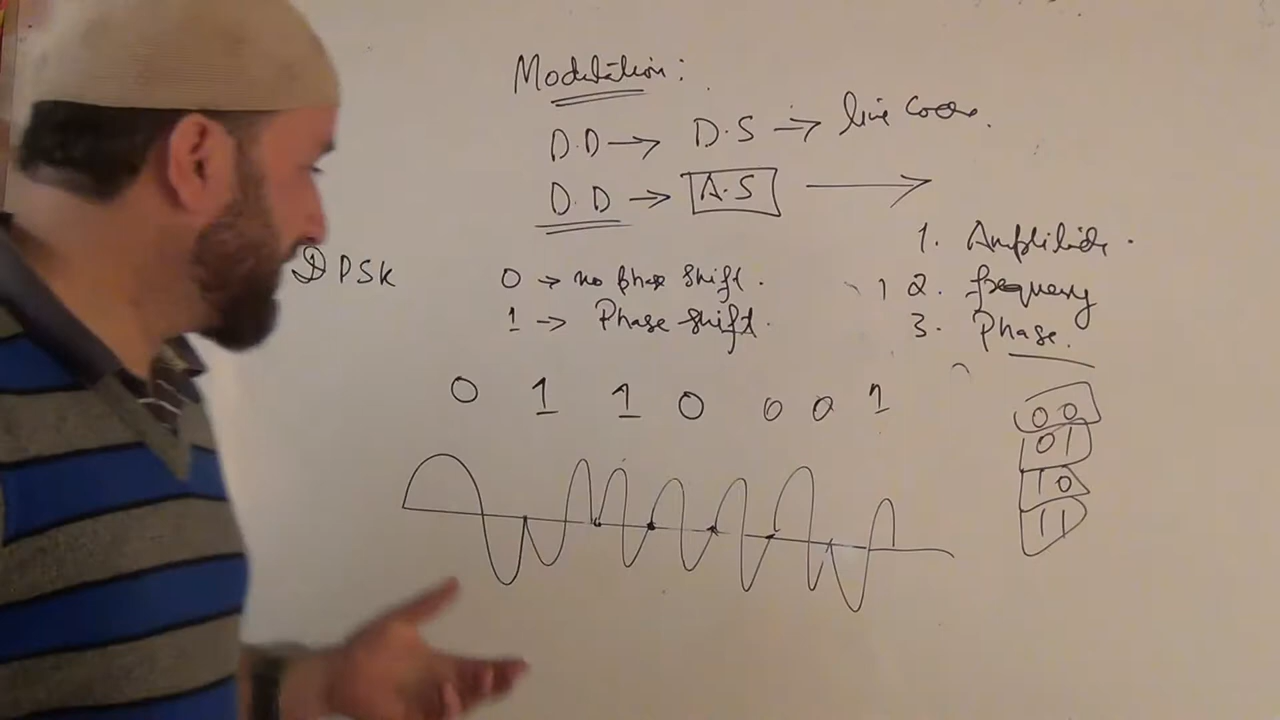 Modulation:
D.D → D.S → line codes.
D.D → A.S →
1. Amplitude.
DPSK
0 → no phase shift.
1 2. frequency
1 → Phase shift.
3. Phase.
0 1 1 0 0 0 1
00
01
10
11